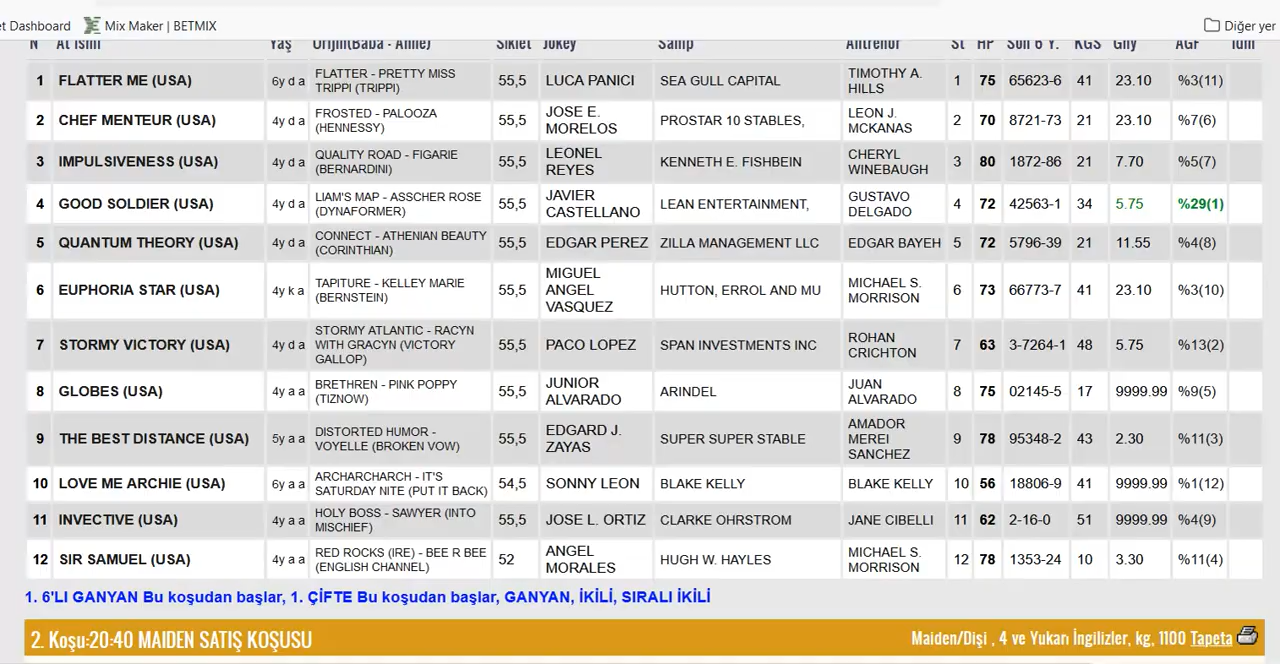 et Dashboard Mix Maker | BETMIX Diğer yer
N At İsmi Yaş Orijin(Baba - Anne) Sıklet Jokey Sahip Antrenör St HP Son 6 Y. KGS Gny AGF
1 FLATTER ME (USA) 6y d a FLATTER - PRETTY MISS TRIPPI (TRIPPI) 55,5 LUCA PANICI SEA GULL CAPITAL TIMOTHY A. HILLS 1 75 65623-6 41 23.10 %3(11)
2 CHEF MENTEUR (USA) 4y d a FROSTED - PALOOZA (HENNESSY) 55,5 JOSE E. MORELOS PROSTAR 10 STABLES, LEON J. MCKANAS 2 70 8721-73 21 23.10 %7(6)
3 IMPULSIVENESS (USA) 4y d a QUALITY ROAD - FIGARIE (BERNARDINI) 55,5 LEONEL REYES KENNETH E. FISHBEIN CHERYL WINEBAUGH 3 80 1872-86 21 7.70 %5(7)
4 GOOD SOLDIER (USA) 4y d a LIAM'S MAP - ASSCHER ROSE (DYNAFORMER) 55,5 JAVIER CASTELLANO LEAN ENTERTAINMENT, GUSTAVO DELGADO 4 72 42563-1 34 5.75 %29(1)
5 QUANTUM THEORY (USA) 4y d a CONNECT - ATHENIAN BEAUTY (CORINTHIAN) 55,5 EDGAR PEREZ ZILLA MANAGEMENT LLC EDGAR BAYEH 5 72 5796-39 21 11.55 %4(8)
6 EUPHORIA STAR (USA) 4y k a TAPITURE - KELLEY MARIE (BERNSTEIN) 55,5 MIGUEL ANGEL VASQUEZ HUTTON, ERROL AND MU MICHAEL S. MORRISON 6 73 66773-7 41 23.10 %3(10)
7 STORMY VICTORY (USA) 4y d a STORMY ATLANTIC - RACYN WITH GRACYN (VICTORY GALLOP) 55,5 PACO LOPEZ SPAN INVESTMENTS INC ROHAN CRICHTON 7 63 3-7264-1 48 5.75 %13(2)
8 GLOBES (USA) 4y a a BRETHREN - PINK POPPY (TIZNOW) 55,5 JUNIOR ALVARADO ARINDEL JUAN ALVARADO 8 75 02145-5 17 9999.99 %9(5)
9 THE BEST DISTANCE (USA) 5y a a DISTORTED HUMOR - VOYELLE (BROKEN VOW) 55,5 EDGARD J. ZAYAS SUPER SUPER STABLE AMADOR MEREI SANCHEZ 9 78 95348-2 43 2.30 %11(3)
10 LOVE ME ARCHIE (USA) 6y a a ARCHARCHARCH - IT'S SATURDAY NITE (PUT IT BACK) 54,5 SONNY LEON BLAKE KELLY BLAKE KELLY 10 56 18806-9 41 9999.99 %1(12)
11 INVECTIVE (USA) 4y a a HOLY BOSS - SAWYER (INTO MISCHIEF) 55,5 JOSE L. ORTIZ CLARKE OHRSTROM JANE CIBELLI 11 62 2-16-0 51 9999.99 %4(9)
12 SIR SAMUEL (USA) 4y a a RED ROCKS (IRE) - BEE R BEE (ENGLISH CHANNEL) 52 ANGEL MORALES HUGH W. HAYLES MICHAEL S. MORRISON 12 78 1353-24 10 3.30 %11(4)
1. 6'LI GANYAN Bu koşudan başlar, 1. ÇİFTE Bu koşudan başlar, GANYAN, İKİLİ, SIRALI İKİLİ
2. Koşu:20:40 MAIDEN SATIŞ KOŞUSU Maiden/Dişi , 4 ve Yukarı İngilizler, kg, 1100 Tapeta